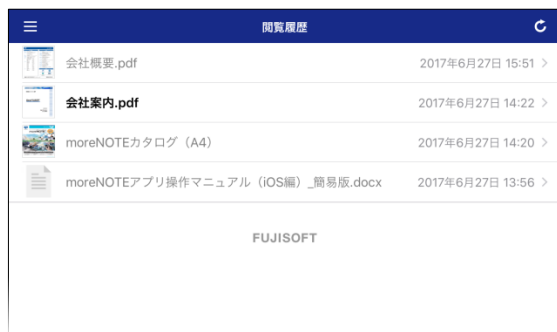 閲覧履歴
会社概要.pdf 2017年6月27日 15:51
会社案内.pdf 2017年6月27日 14:22
moreNOTEカタログ（A4） 2017年6月27日 14:20
moreNOTEアプリ操作マニュアル（iOS編）_簡易版.docx 2017年6月27日 13:56
FUJISOFT